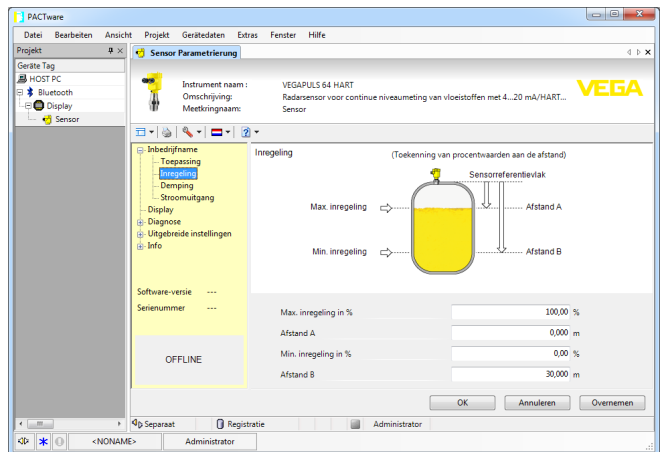 PACTware
Datei Bearbeiten Ansicht Projekt Gerätedaten Extras Fenster Hilfe
Projekt
Geräte Tag
HOST PC
Bluetooth
Display
Sensor
Sensor Parametrierung
Instrument naam : VEGAPULS 64 HART
Omschrijving: Radarsensor voor continue niveaumeting van vloeistoffen met 4...20 mA/HART...
Meetkringnaam: Sensor
VEGA
Inbedrijfname
Toepassing
Inregeling
Demping
Stroomuitgang
Display
Diagnose
Uitgebreide instellingen
Info
Software-versie ---
Serienummer ---
OFFLINE
Inregeling (Toekenning van procentwaarden aan de afstand)
Sensorreferentievlak
Max. inregeling Afstand A
Min. inregeling Afstand B
Max. inregeling in % 100,00 %
Afstand A 0,000 m
Min. inregeling in % 0,00 %
Afstand B 30,000 m
OK Annuleren Overnemen
Separaat Registratie Administrator
<NONAME> Administrator